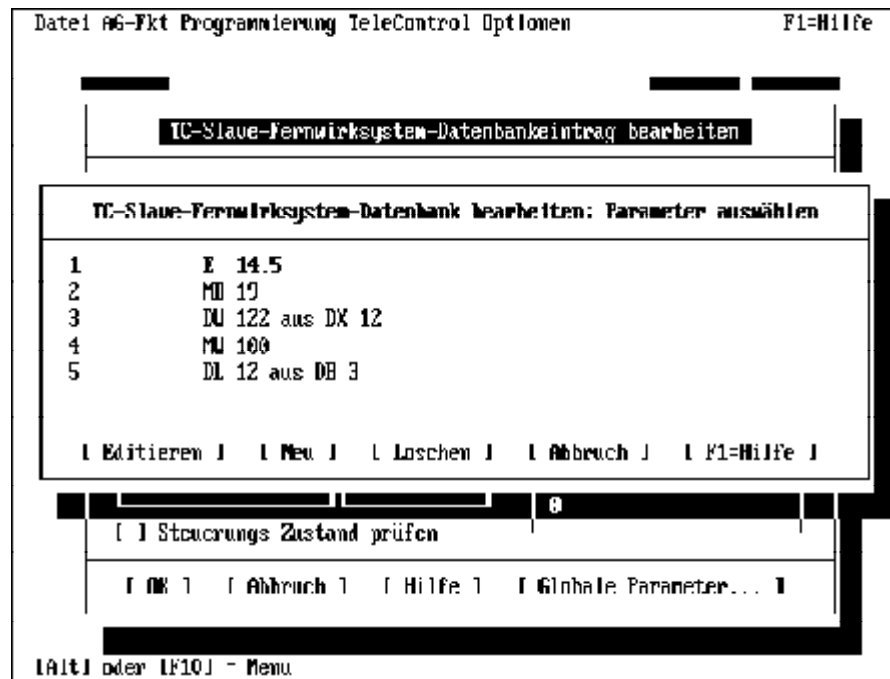 Datei AG-Fkt Programmierung TeleControl Optionen F1=Hilfe
TC-Slave-Fernwirksystem-Datenbankeintrag bearbeiten
TC-Slave-Fernwirksystem-Datenbank bearbeiten: Parameter auswählen
1 E 14.5
2 MD 19
3 DW 122 aus DX 12
4 MW 100
5 DL 12 aus DB 3
[ Editieren ] [ Neu ] [ Löschen ] [ Abbruch ] [ F1=Hilfe ]
0
[ ] Steuerungs Zustand prüfen
[ OK ] [ Abbruch ] [ Hilfe ] [ Globale Parameter... ]
[Alt] oder [F10] - Menu